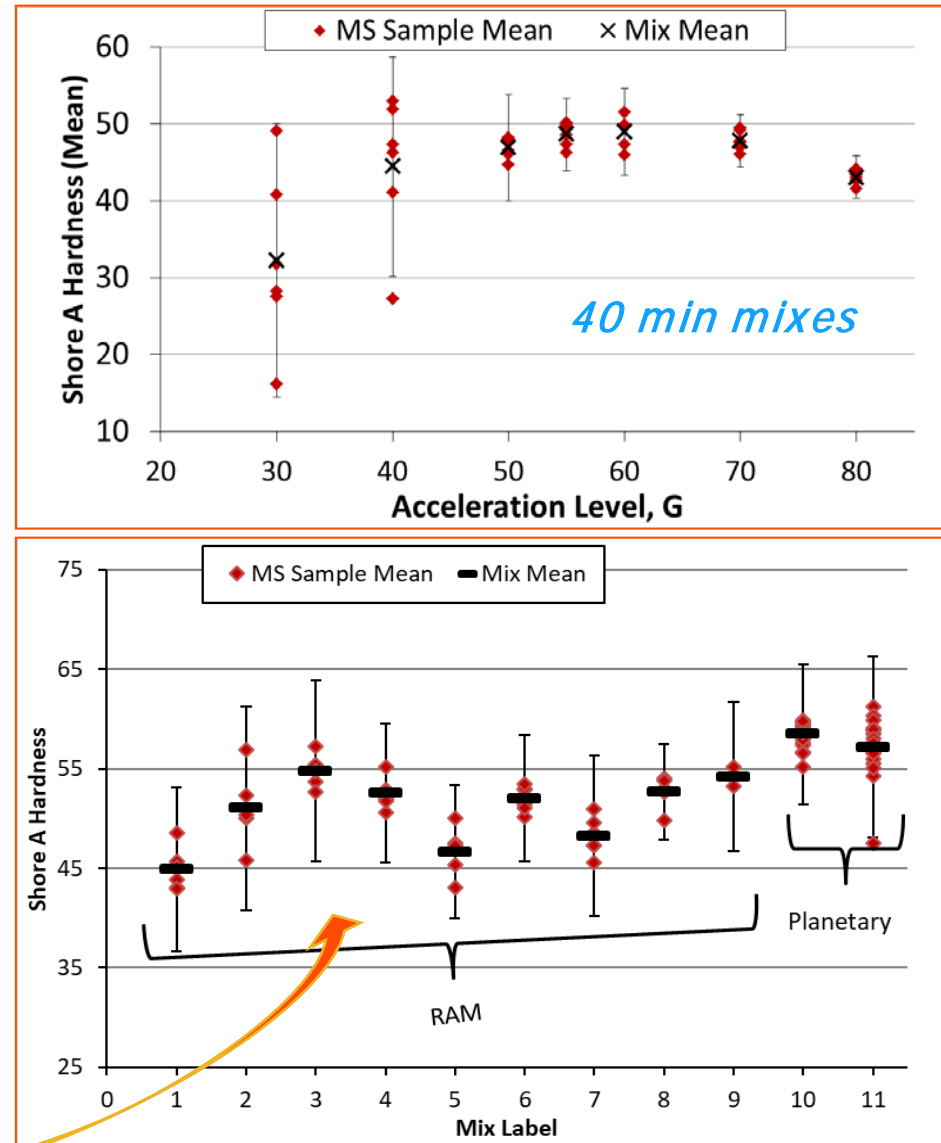 MS Sample Mean × Mix Mean
Shore A Hardness (Mean)
60
50
40
30
20
10
40 min mixes
20 30 40 50 60 70 80
Acceleration Level, G
MS Sample Mean Mix Mean
Shore A Hardness
75
65
55
45
35
25
Planetary
RAM
0 1 2 3 4 5 6 7 8 9 10 11
Mix Label